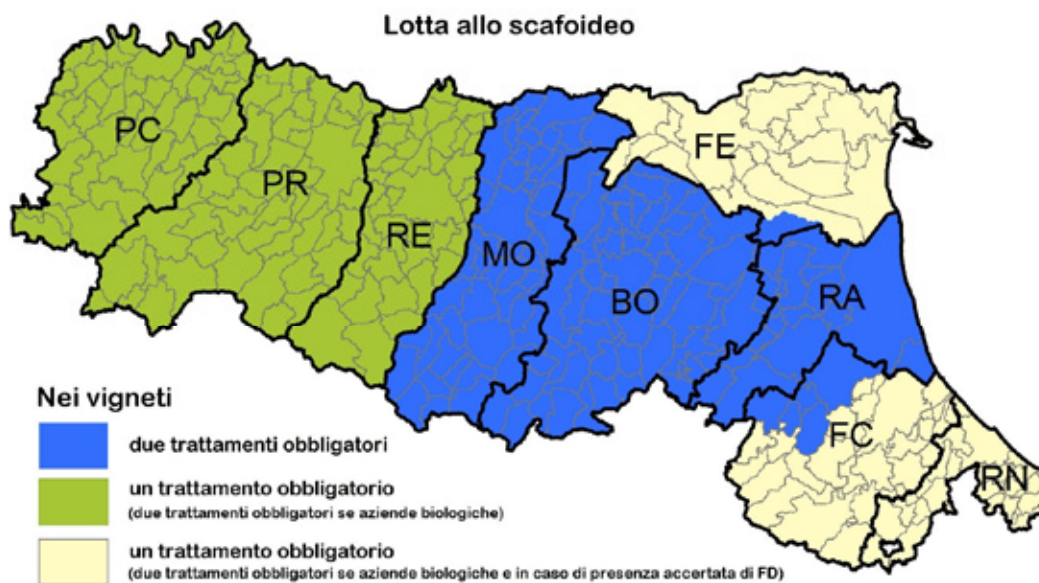 Lotta allo scafoideo
PC
PR
RE
MO
BO
FE
RA
FC
RN
Nei vigneti
due trattamenti obbligatori
un trattamento obbligatorio
(due trattamenti obbligatori se aziende biologiche)
un trattamento obbligatorio
(due trattamenti obbligatori se aziende biologiche e in caso di presenza accertata di FD)